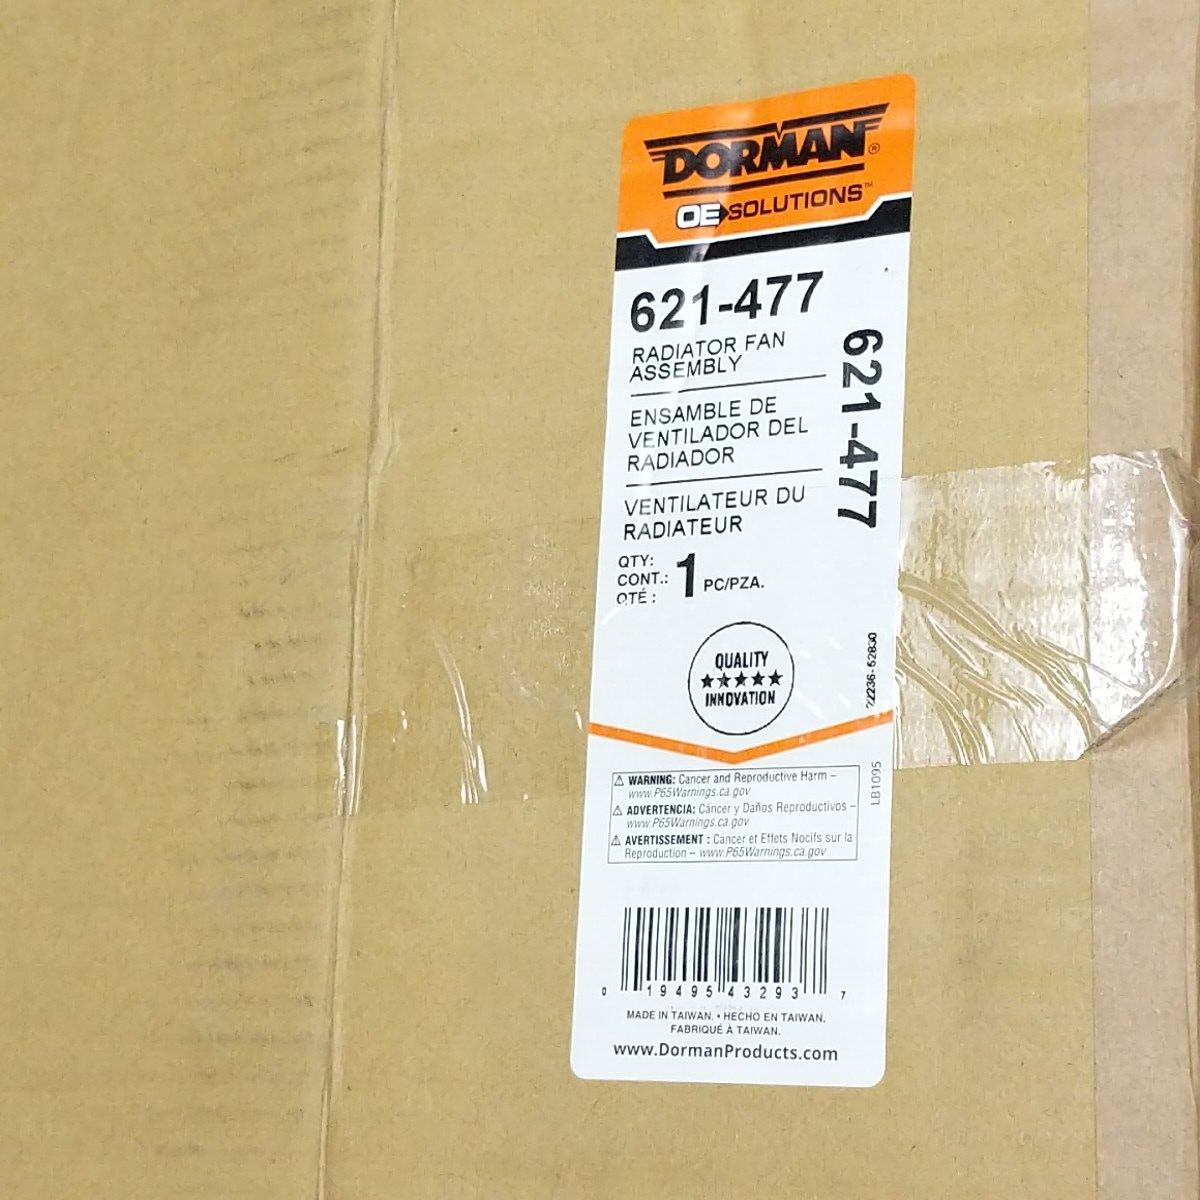 DORMAN®
OE SOLUTIONS™
621-477
RADIATOR FAN
ASSEMBLY
ENSAMBLE DE
VENTILADOR DEL
RADIADOR
VENTILATEUR DU
RADIATEUR
621-477
QTY:
CONT.:
QTÉ :
1 PC/PZA.
QUALITY
★★★★★
INNOVATION
22236-52830
LB1095
⚠ WARNING: Cancer and Reproductive Harm –
www.P65Warnings.ca.gov
⚠ ADVERTENCIA: Cáncer y Daños Reproductivos –
www.P65Warnings.ca.gov
⚠ AVERTISSEMENT : Cancer et Effets Nocifs sur la
Reproduction – www.P65Warnings.ca.gov
0 19495 43293 7
MADE IN TAIWAN. • HECHO EN TAIWAN.
FABRIQUÉ À TAIWAN.
www.DormanProducts.com